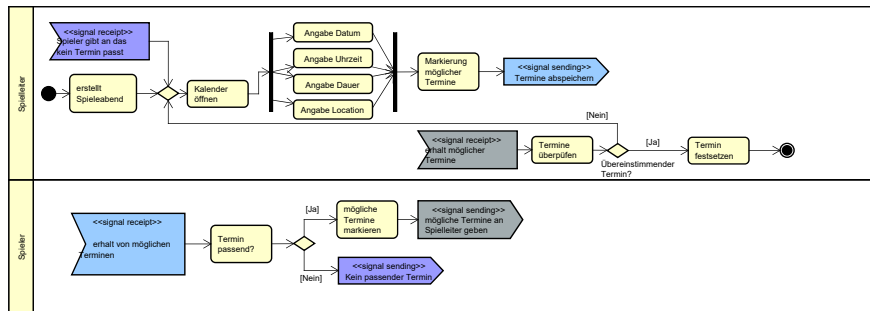 Spielleiter
<<signal receipt>>
Spieler gibt an das
kein Termin passt
erstellt
Spieleabend
Kalender
öffnen
Angabe Datum
Angabe Uhrzeit
Angabe Dauer
Angabe Location
Markierung
möglicher
Termine
<<signal sending>>
Termine abspeichern
[Nein]
<<signal receipt>>
erhalt möglicher
Termine
Termine
überpüfen
[Ja]
Übereinstimmender
Termin?
Termin
festsetzen
Spieler
<<signal receipt>>
erhalt von möglichen
Terminen
Termin
passend?
[Ja]
[Nein]
mögliche
Termine
markieren
<<signal sending>>
mögliche Termine an
Spielleiter geben
<<signal sending>>
Kein passender Termin